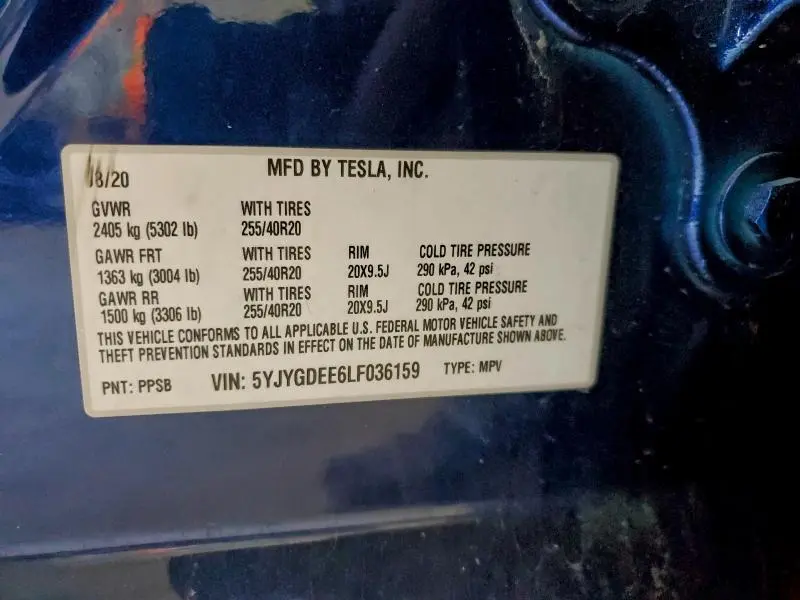 8/20 MFD BY TESLA, INC.
GVWR WITH TIRES
2405 kg (5302 lb) 255/40R20
GAWR FRT WITH TIRES RIM COLD TIRE PRESSURE
1363 kg (3004 lb) 255/40R20 20X9.5J 290 kPa, 42 psi
GAWR RR WITH TIRES RIM COLD TIRE PRESSURE
1500 kg (3306 lb) 255/40R20 20X9.5J 290 kPa, 42 psi
THIS VEHICLE CONFORMS TO ALL APPLICABLE U.S. FEDERAL MOTOR VEHICLE SAFETY AND
THEFT PREVENTION STANDARDS IN EFFECT ON THE DATE OF MANUFACTURE SHOWN ABOVE.
PNT: PPSB VIN: 5YJYGDEE6LF036159 TYPE: MPV